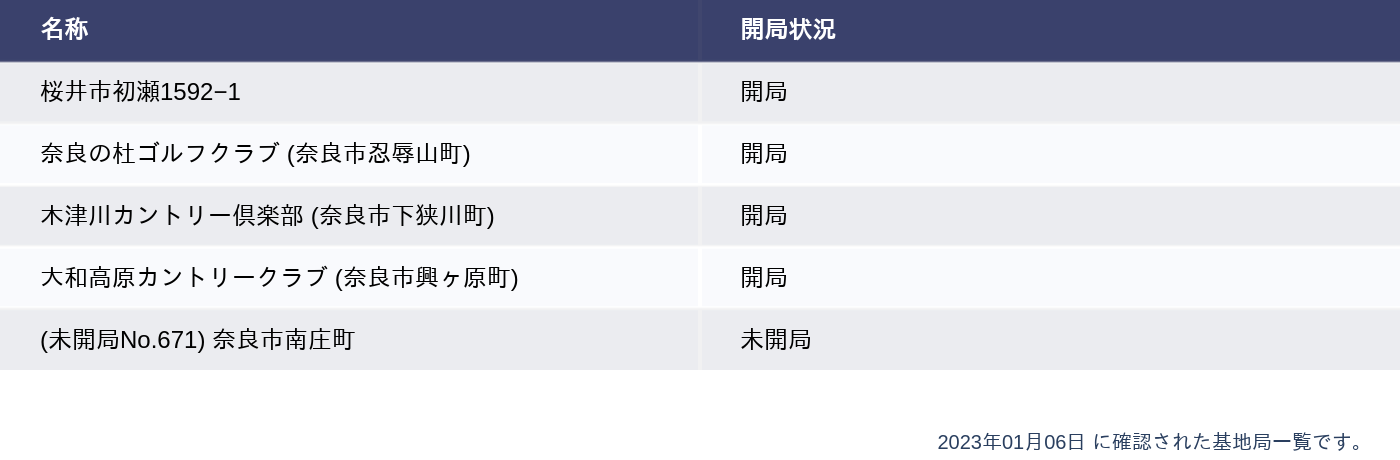 名称 開局状況
桜井市初瀬1592−1 開局
奈良の杜ゴルフクラブ (奈良市忍辱山町) 開局
木津川カントリー倶楽部 (奈良市下狭川町) 開局
大和高原カントリークラブ (奈良市興ヶ原町) 開局
(未開局No.671) 奈良市南庄町 未開局
2023年01月06日 に確認された基地局一覧です。